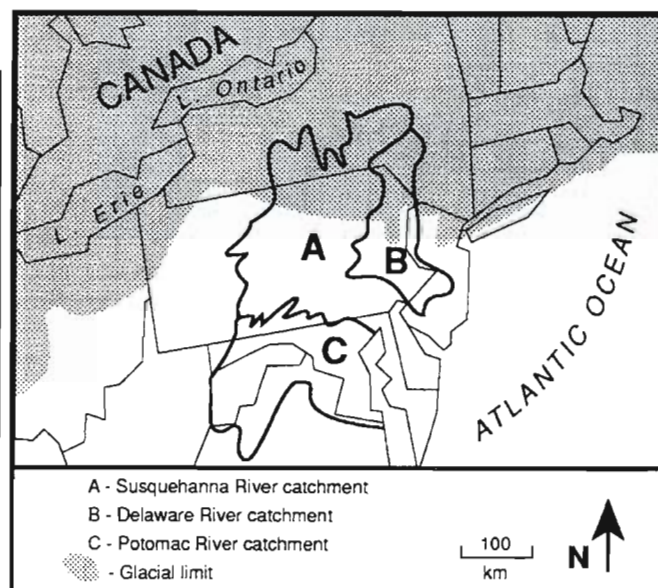 CANADA
L. Ontario
L. Erie
A
B
C
ATLANTIC OCEAN
A - Susquehanna River catchment
B - Delaware River catchment
C - Potomac River catchment
- Glacial limit
100
km
N